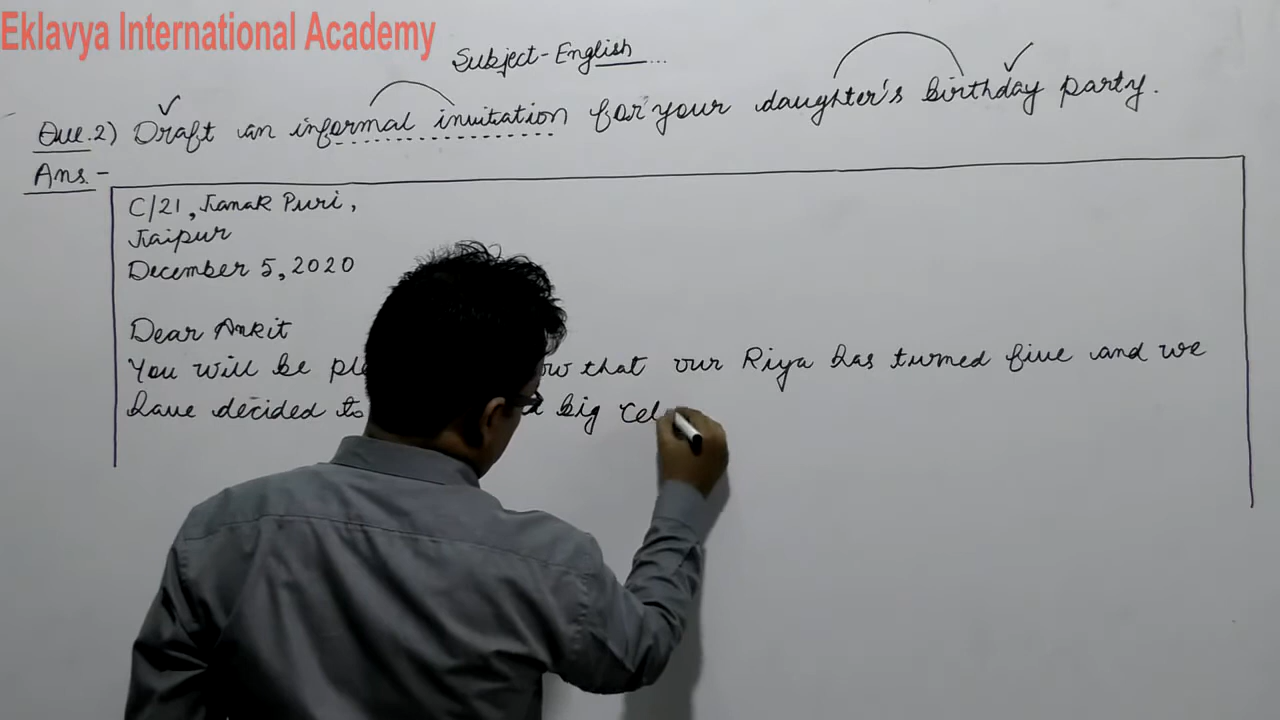 Eklavya International Academy
Subject-English...
Que.2) Draft an informal invitation for your daughter's birthday party.
Ans.-
C/21, Janak Puri,
Jaipur
December 5, 2020
Dear Ankit
You will be that our Riya has turned five and we
have decided to big Cel